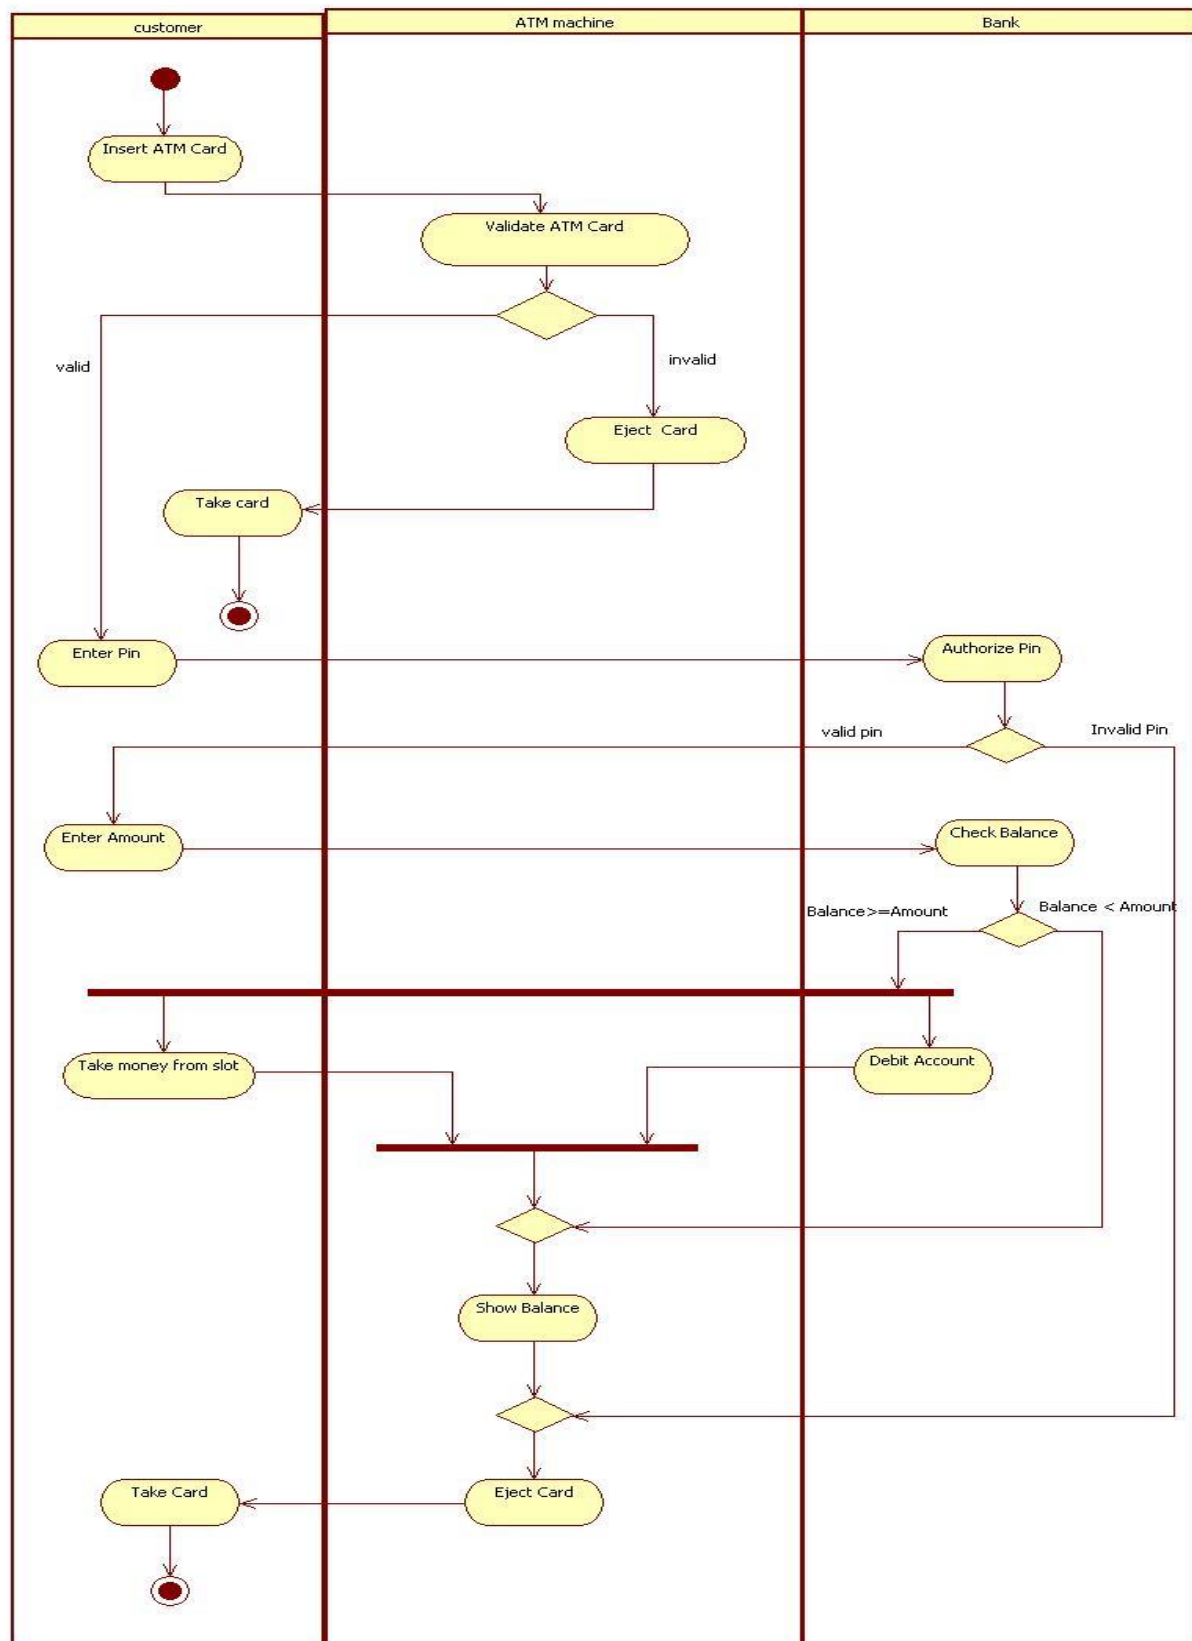 customer
ATM machine
Bank
Insert ATM Card
Validate ATM Card
valid
invalid
Eject  Card
Take card
Enter Pin
Authorize Pin
valid pin
Invalid Pin
Enter Amount
Check Balance
Balance>=Amount
Balance < Amount
Take money from slot
Debit Account
Show Balance
Take Card
Eject Card